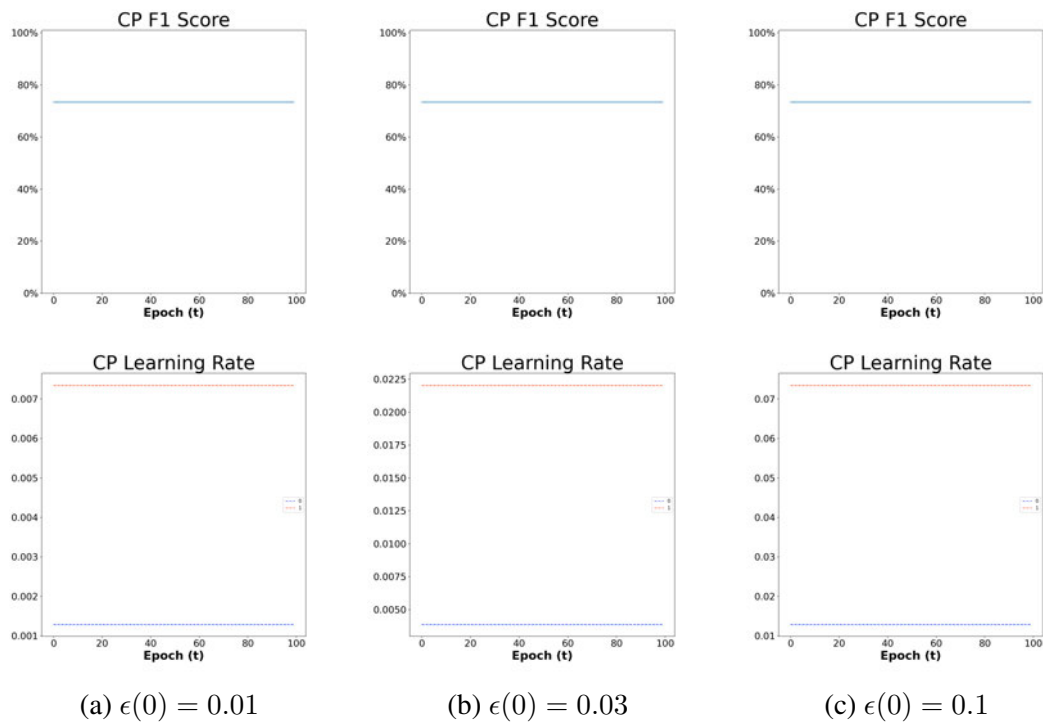 CP F1 Score CP F1 Score CP F1 Score
100% 100% 100%
80% 80% 80%
60% 60% 60%
40% 40% 40%
20% 20% 20%
0% 0% 0%
0 20 40 60 80 100 0 20 40 60 80 100 0 20 40 60 80 100
Epoch (t) Epoch (t) Epoch (t)
CP Learning Rate CP Learning Rate CP Learning Rate
0.007 0.0225 0.07
0.006 0.0200 0.06
0.005 0.0175 0.05
0.004 0.0150 0.04
0.003 0.0125 0.03
0.002 0.0100 0.02
0.001 0.0075 0.01
0.0050
0 0 0
1 1 1
0 20 40 60 80 100 0 20 40 60 80 100 0 20 40 60 80 100
Epoch (t) Epoch (t) Epoch (t)
(a) ϵ(0) = 0.01 (b) ϵ(0) = 0.03 (c) ϵ(0) = 0.1